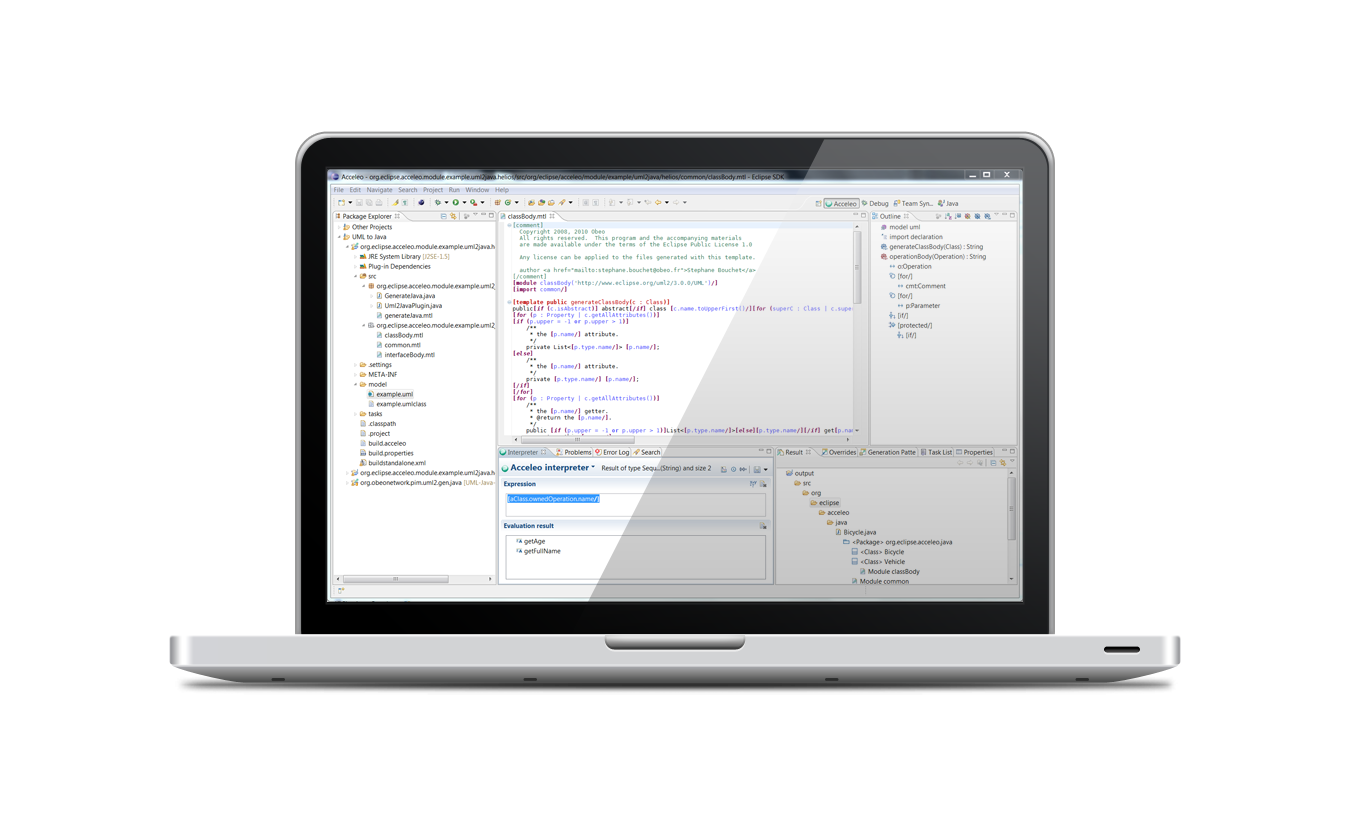 Acceleo - org.eclipse.acceleo.module.example.uml2java.helios/src/org/eclipse/acceleo/module/example/uml2java/helios/common/classBody.mtl - Eclipse SDK
File Edit Navigate Search Project Run Window Help
Acceleo Debug Team Syn... Java
Package Explorer
Other Projects
UML to Java
org.eclipse.acceleo.module.example.uml2java.h
JRE System Library [J2SE-1.5]
Plug-in Dependencies
src
org.eclipse.acceleo.module.example.uml2
GenerateJava.java
Uml2JavaPlugin.java
generateJava.mtl
org.eclipse.acceleo.module.example.uml2
classBody.mtl
common.mtl
interfaceBody.mtl
.settings
META-INF
model
example.uml
example.umlclass
tasks
.classpath
.project
build.acceleo
build.properties
buildstandalone.xml
org.eclipse.acceleo.module.example.uml2java.h
org.obeonetwork.pim.uml2.gen.java [UML-Java-
classBody.mtl
[comment]
Copyright 2008, 2010 Obeo
All rights reserved. This program and the accompanying materials
are made available under the terms of the Eclipse Public License 1.0
Any license can be applied to the files generated with this template.
author <a href="mailto:stephane.bouchet@obeo.fr">Stephane Bouchet</a>
[/comment]
[module classBody('http://www.eclipse.org/uml2/3.0.0/UML')/]
[import common/]
[template public generateClassBody(c : Class)]
public[if (c.isAbstract)] abstract[/if] class [c.name.toUpperFirst()/][for (superC : Class | c.supe
[for (p : Property | c.getAllAttributes())]
[if (p.upper = -1 or p.upper > 1)]
/**
* the [p.name/] attribute.
*/
private List<[p.type.name/]> [p.name/];
[else]
/**
* the [p.name/] attribute.
*/
private [p.type.name/] [p.name/];
[/if]
[/for]
[for (p : Property | c.getAllAttributes())]
/**
* the [p.name/] getter.
* @return the [p.name/].
*/
public [if (p.upper = -1 or p.upper > 1)]List<[p.type.name/]>[else][p.type.name/][/if] get[p.na
Outline
model uml
import declaration
generateClassBody(Class) : String
operationBody(Operation) : String
o:Operation
[for/]
cmt:Comment
[for/]
p:Parameter
[if/]
[protected/]
[if/]
Interpreter Problems Error Log Search
Acceleo interpreter Result of type Sequ...(String) and size 2
Expression
[aClass.ownedOperation.name/]
Evaluation result
getAge
getFullName
Result Overrides Generation Patte Task List Properties
output
src
org
eclipse
acceleo
java
Bicycle.java
<Package> org.eclipse.acceleo.java
<Class> Bicycle
<Class> Vehicle
Module classBody
Module common